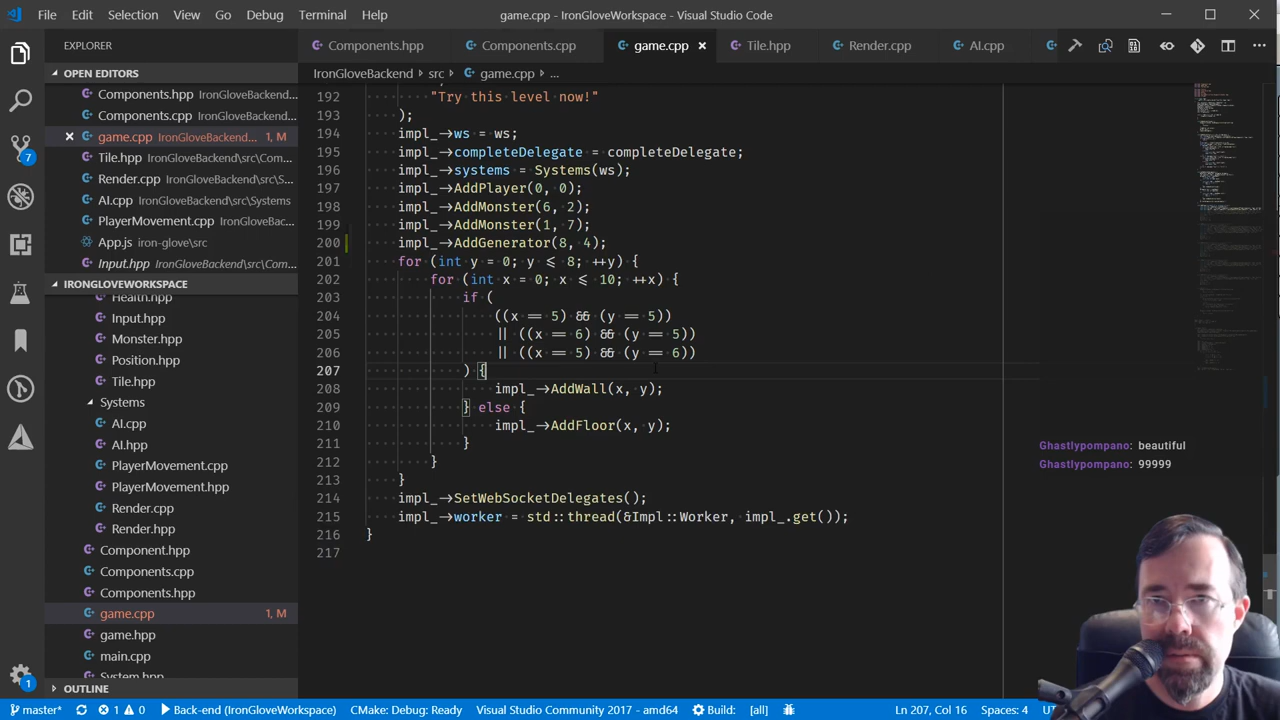 File Edit Selection View Go Debug Terminal Help
game.cpp - IronGloveWorkspace - Visual Studio Code
EXPLORER
OPEN EDITORS
Components.hpp IronGloveBackend...
Components.cpp IronGloveBackend...
game.cpp IronGloveBackend... 1, M
Tile.hpp IronGloveBackend\src\Com...
Render.cpp IronGloveBackend\src\S...
AI.cpp IronGloveBackend\src\Systems
PlayerMovement.cpp IronGloveBac...
App.js iron-glove\src
Input.hpp IronGloveBackend\src\Com...
IRONGLOVEWORKSPACE
Health.hpp
Input.hpp
Monster.hpp
Position.hpp
Tile.hpp
Systems
AI.cpp
AI.hpp
PlayerMovement.cpp
PlayerMovement.hpp
Render.cpp
Render.hpp
Component.hpp
Components.cpp
Components.hpp
game.cpp 1, M
game.hpp
main.cpp
System.hpp
OUTLINE
7
1
Components.hpp Components.cpp game.cpp Tile.hpp Render.cpp AI.cpp
IronGloveBackend > src > game.cpp > ...
192 "Try this level now!"
193 );
194 impl_->ws = ws;
195 impl_->completeDelegate = completeDelegate;
196 impl_->systems = Systems(ws);
197 impl_->AddPlayer(0, 0);
198 impl_->AddMonster(6, 2);
199 impl_->AddMonster(1, 7);
200 impl_->AddGenerator(8, 4);
201 for (int y = 0; y <= 8; ++y) {
202 for (int x = 0; x <= 10; ++x) {
203 if (
204 ((x == 5) && (y == 5))
205 || ((x == 6) && (y == 5))
206 || ((x == 5) && (y == 6))
207 ) {
208 impl_->AddWall(x, y);
209 } else {
210 impl_->AddFloor(x, y);
211 }
212 }
213 }
214 impl_->SetWebSocketDelegates();
215 impl_->worker = std::thread(&Impl::Worker, impl_.get());
216 }
217
Ghastlypompano: beautiful
Ghastlypompano: 99999
master* 1 0 Back-end (IronGloveWorkspace) CMake: Debug: Ready Visual Studio Community 2017 - amd64 Build: [all] Ln 207, Col 16 Spaces: 4